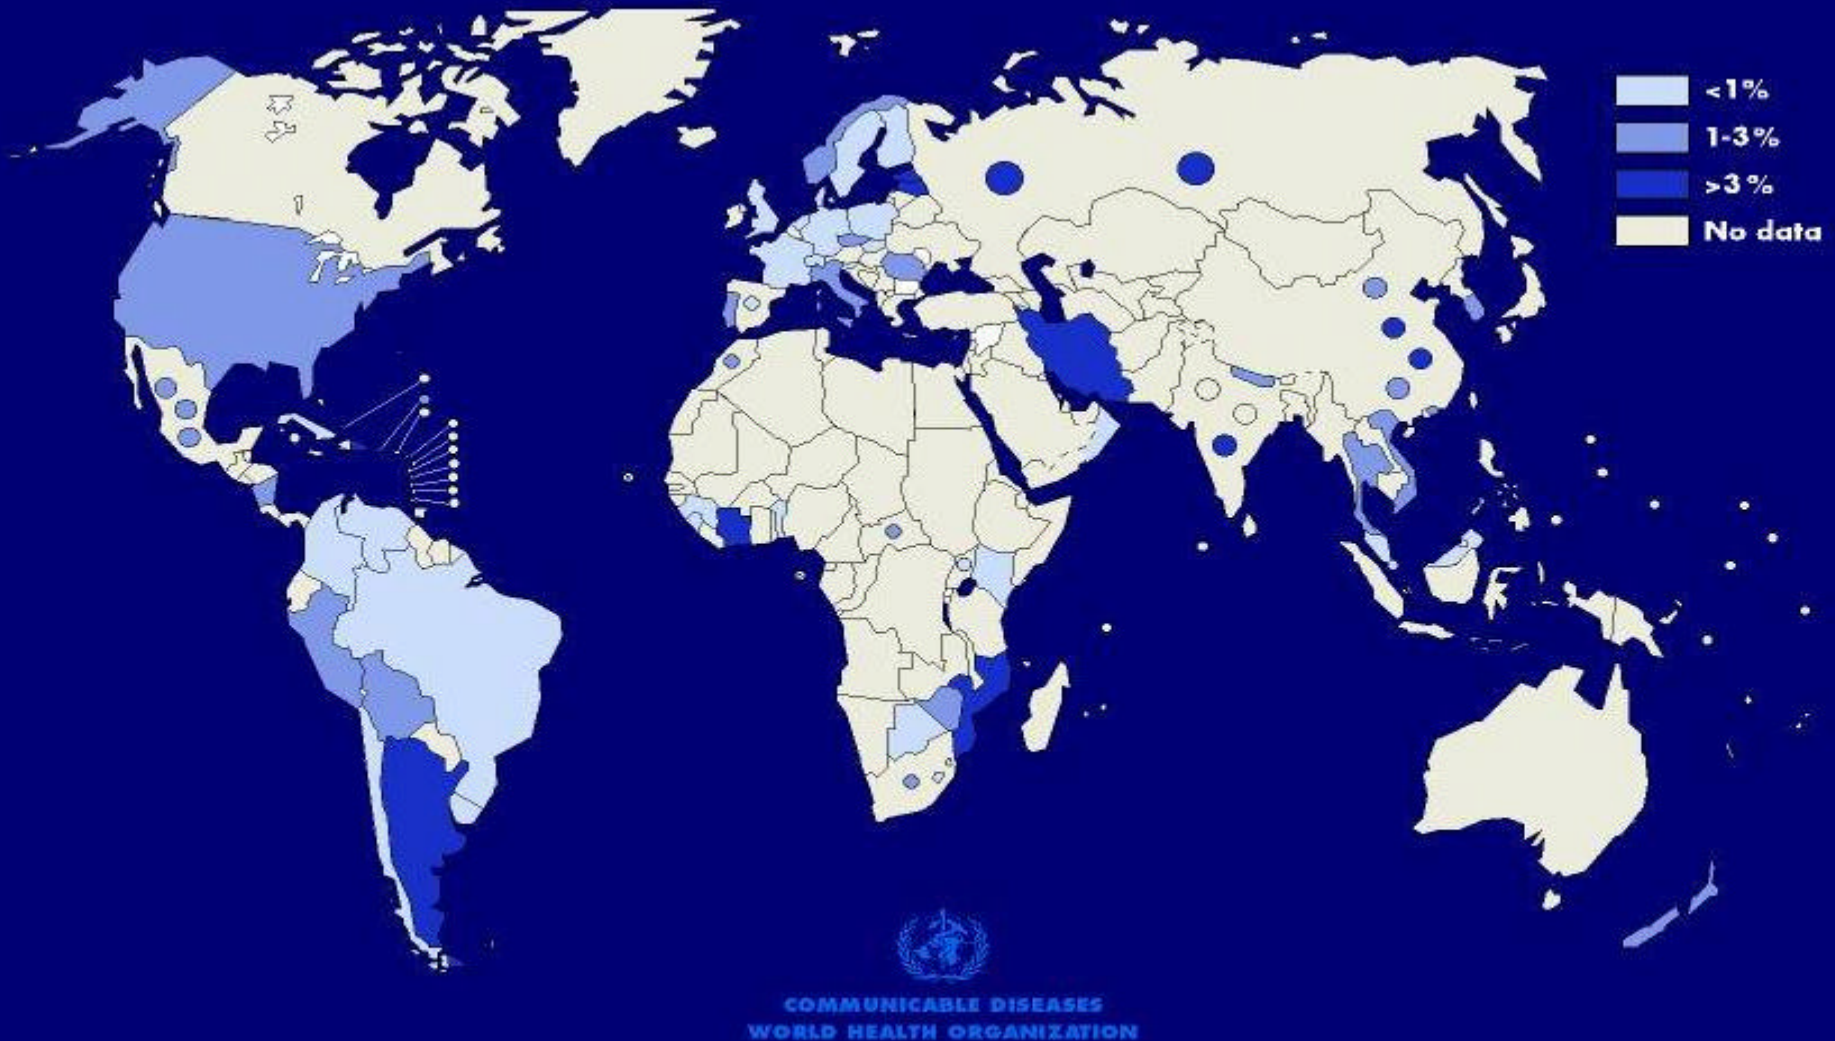 <1%
1-3%
>3%
No data
COMMUNICABLE DISEASES
WORLD HEALTH ORGANIZATION